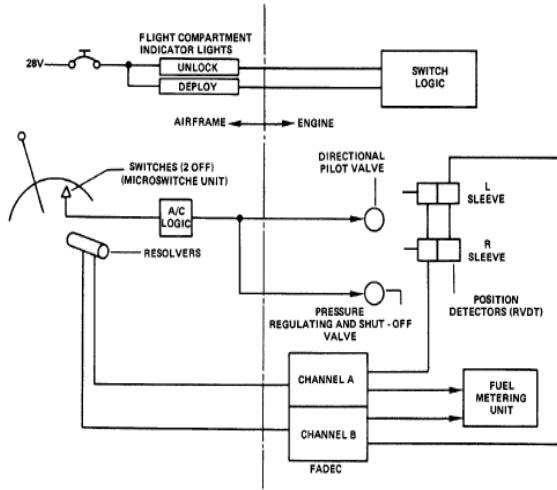 FLIGHT COMPARTMENT
INDICATOR LIGHTS
28V
UNLOCK
DEPLOY
SWITCH
LOGIC
AIRFRAME
ENGINE
SWITCHES (2 OFF)
(MICROSWITCHE UNIT)
DIRECTIONAL
PILOT VALVE
L
SLEEVE
A/C
LOGIC
RESOLVERS
R
SLEEVE
POSITION
DETECTORS (RVDT)
PRESSURE
REGULATING AND SHUT - OFF
VALVE
CHANNEL A
CHANNEL B
FADEC
FUEL
METERING
UNIT